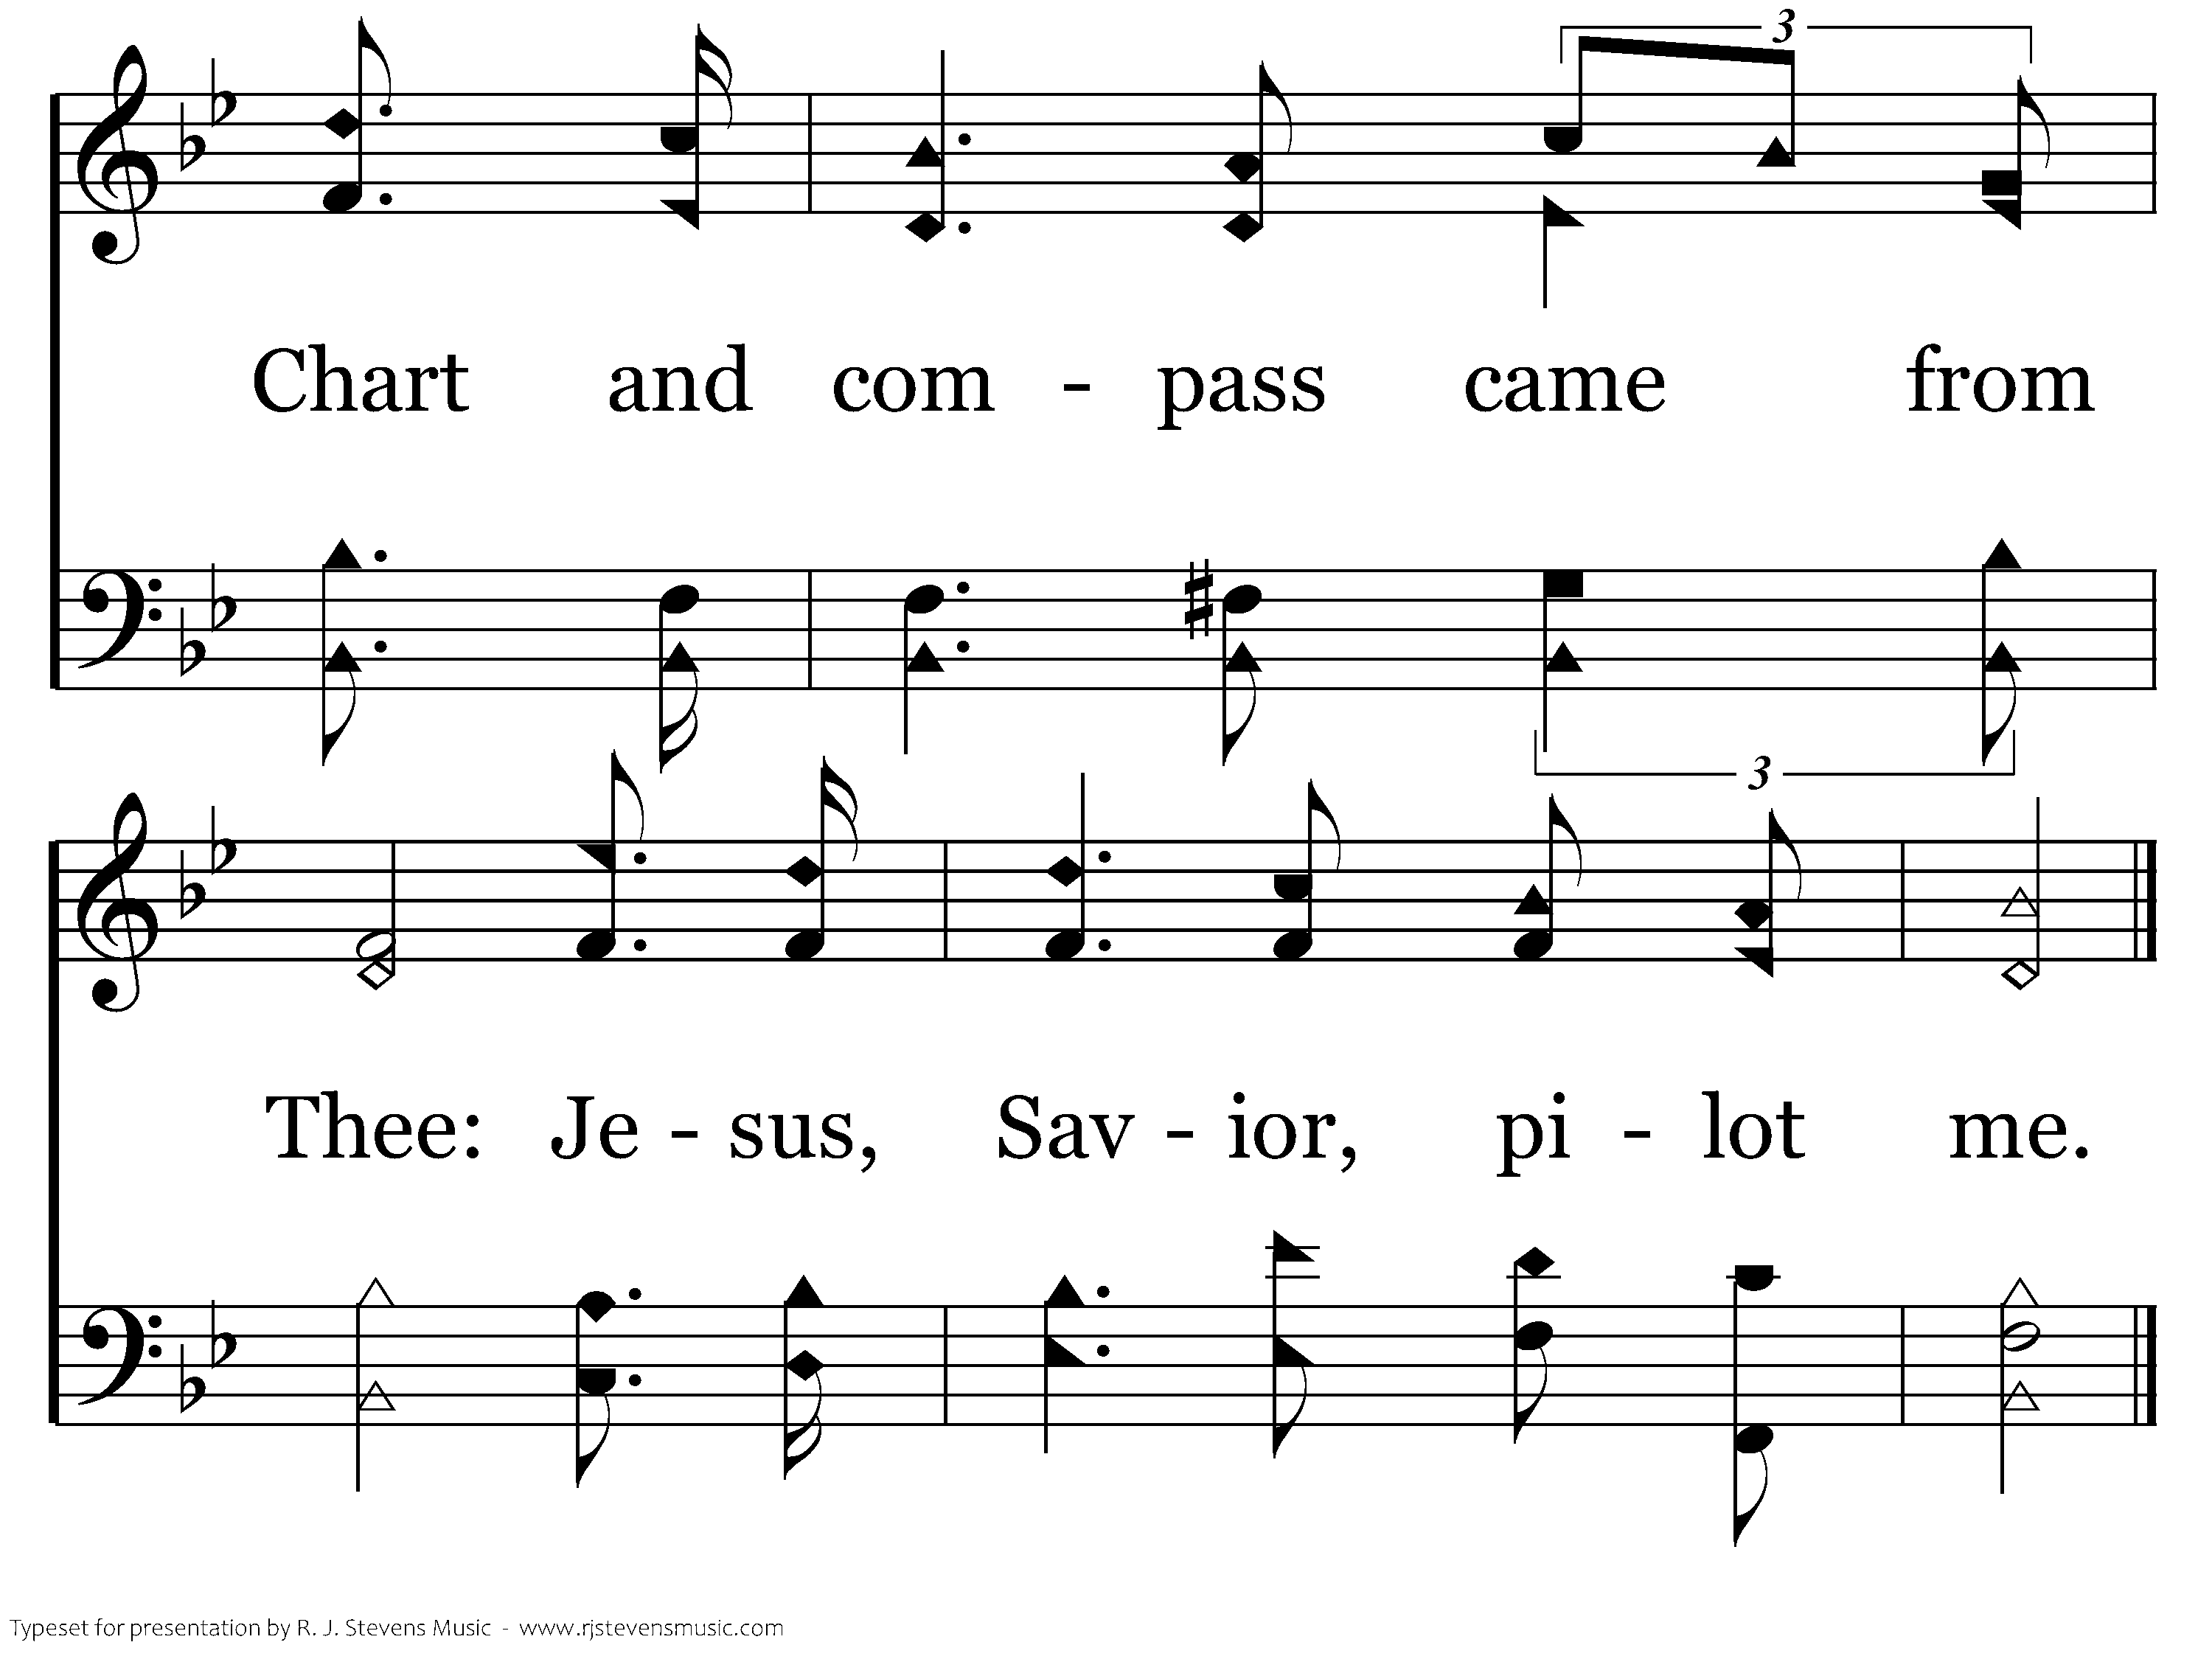 3
Chart and com - pass came from
3
Thee: Je - sus, Sav - ior, pi - lot me.
Typeset for presentation by R. J. Stevens Music - www.rjstevensmusic.com